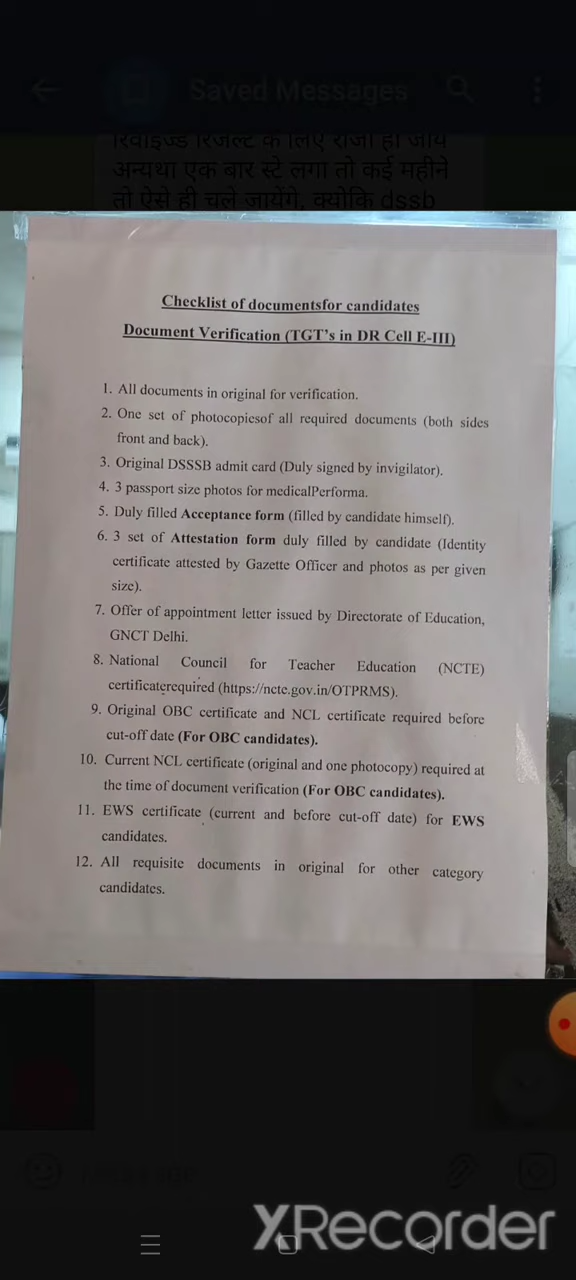 Saved Messages
रिवाइज्ड रिजल्ट के लिए राजी हो जाये
अन्यथा एक बार स्टे लगा तो कई महीने
तो ऐसे ही चले जायेंगे, क्योकि dssb
Checklist of documentsfor candidates
Document Verification (TGT's in DR Cell E-III)
1. All documents in original for verification.
2. One set of photocopiesof all required documents (both sides
front and back).
3. Original DSSSB admit card (Duly signed by invigilator).
4. 3 passport size photos for medicalPerforma.
5. Duly filled Acceptance form (filled by candidate himself).
6. 3 set of Attestation form duly filled by candidate (Identity
certificate attested by Gazette Officer and photos as per given
size).
7. Offer of appointment letter issued by Directorate of Education,
GNCT Delhi.
8. National Council for Teacher Education (NCTE)
certificaterequired (https://ncte.gov.in/OTPRMS).
9. Original OBC certificate and NCL certificate required before
cut-off date (For OBC candidates).
10. Current NCL certificate (original and one photocopy) required at
the time of document verification (For OBC candidates).
11. EWS certificate (current and before cut-off date) for EWS
candidates.
12. All requisite documents in original for other category
candidates.
XRecorder